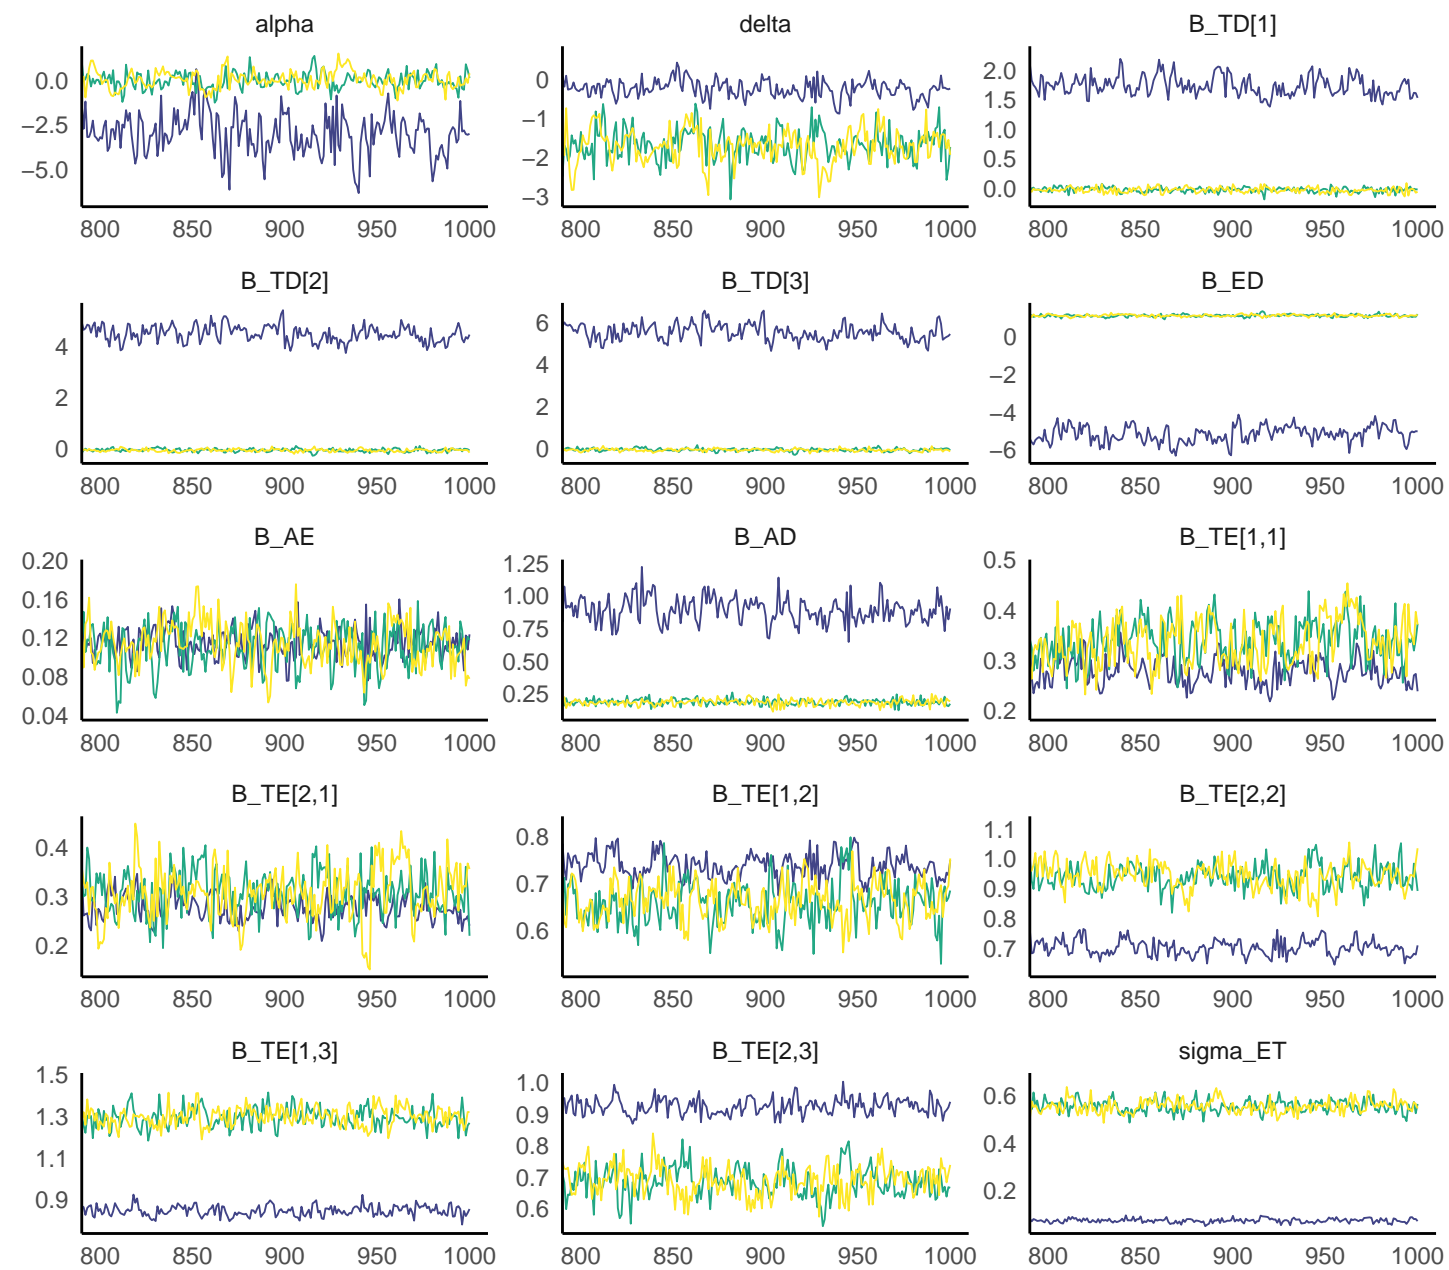 alpha delta B_TD[1]
0.0 0 2.0
−2.5 −1 1.5
−5.0 −2 1.0
−3 0.5
0.0
800 850 900 950 1000 800 850 900 950 1000 800 850 900 950 1000
B_TD[2] B_TD[3] B_ED
4 6 0
2 4 −2
0 2 −4
0 −6
800 850 900 950 1000 800 850 900 950 1000 800 850 900 950 1000
B_AE B_AD B_TE[1,1]
0.20 1.25 0.5
0.16 1.00 0.4
0.12 0.75 0.3
0.08 0.50 0.2
0.04 0.25
800 850 900 950 1000 800 850 900 950 1000 800 850 900 950 1000
B_TE[2,1] B_TE[1,2] B_TE[2,2]
0.4 0.8 1.1
0.3 0.7 1.0
0.2 0.6 0.9
0.8
0.7
800 850 900 950 1000 800 850 900 950 1000 800 850 900 950 1000
B_TE[1,3] B_TE[2,3] sigma_ET
1.5 1.0 0.6
1.3 0.9 0.4
1.1 0.8 0.2
0.9 0.7
0.6
800 850 900 950 1000 800 850 900 950 1000 800 850 900 950 1000